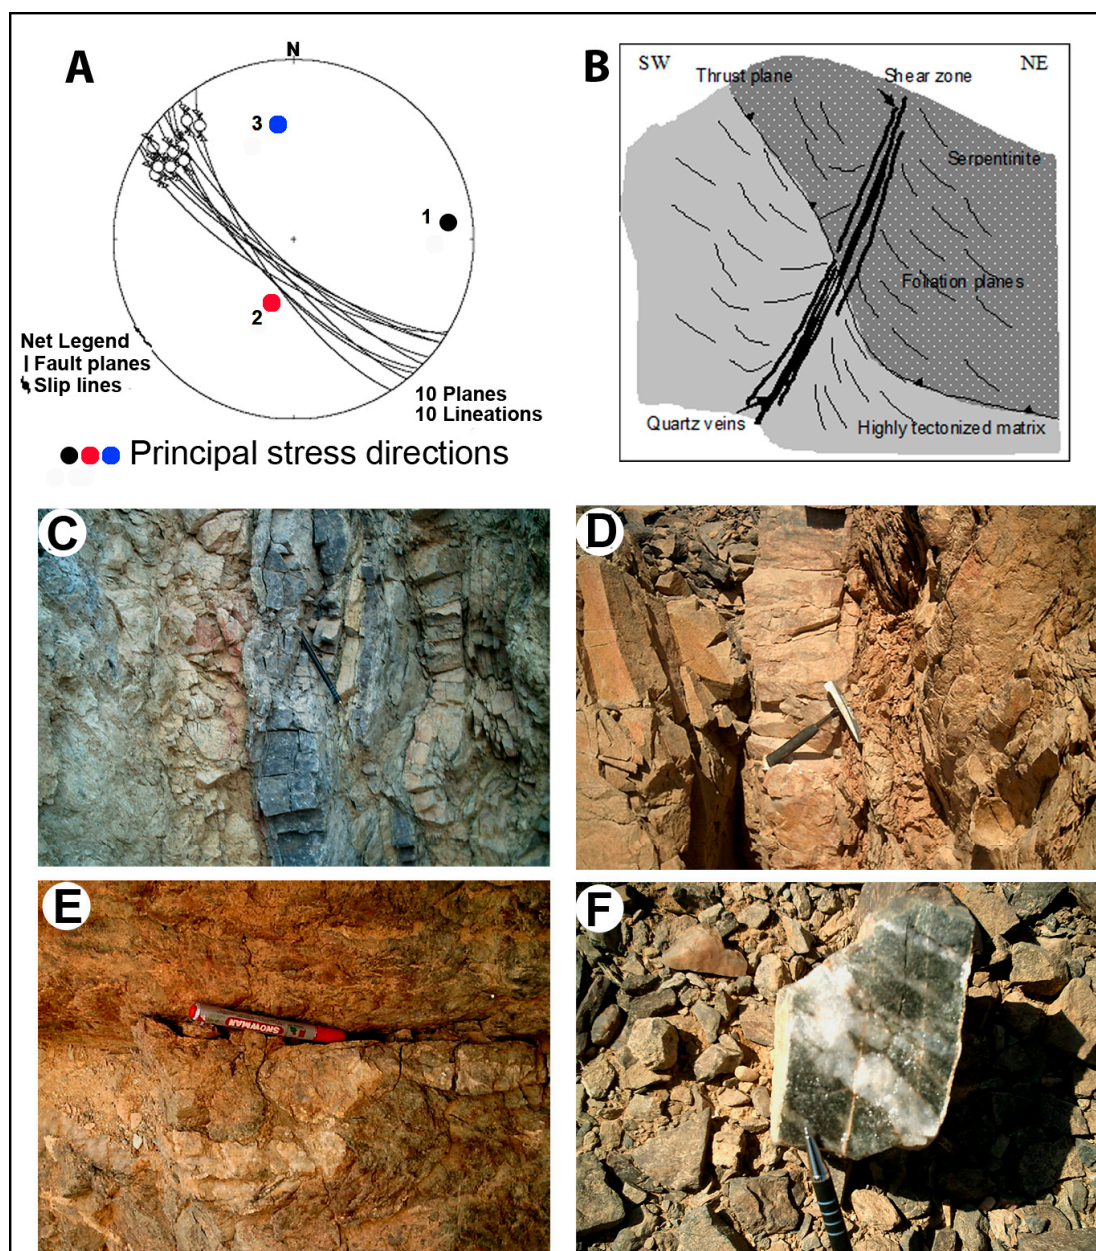 A
N
3
1
2
Net Legend
Fault planes
Slip lines
10 Planes
10 Lineations
Principal stress directions
B
SW
NE
Thrust plane
Shear zone
Serpentinite
Foliation planes
Quartz veins
Highly tectonized matrix
C
D
E
SNOWMAN
F